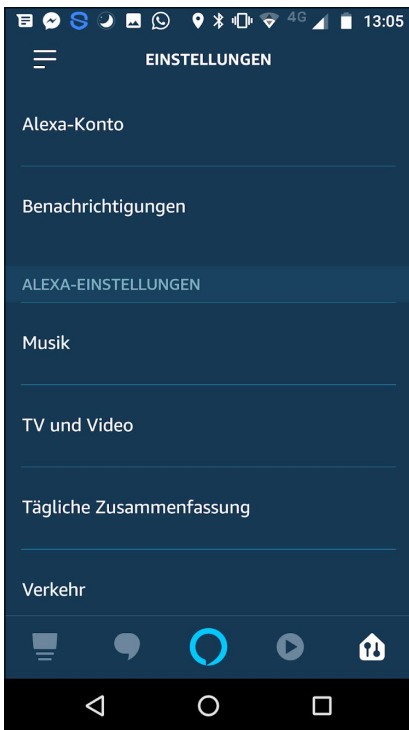 4G 13:05
EINSTELLUNGEN
Alexa-Konto
Benachrichtigungen
ALEXA-EINSTELLUNGEN
Musik
TV und Video
Tägliche Zusammenfassung
Verkehr